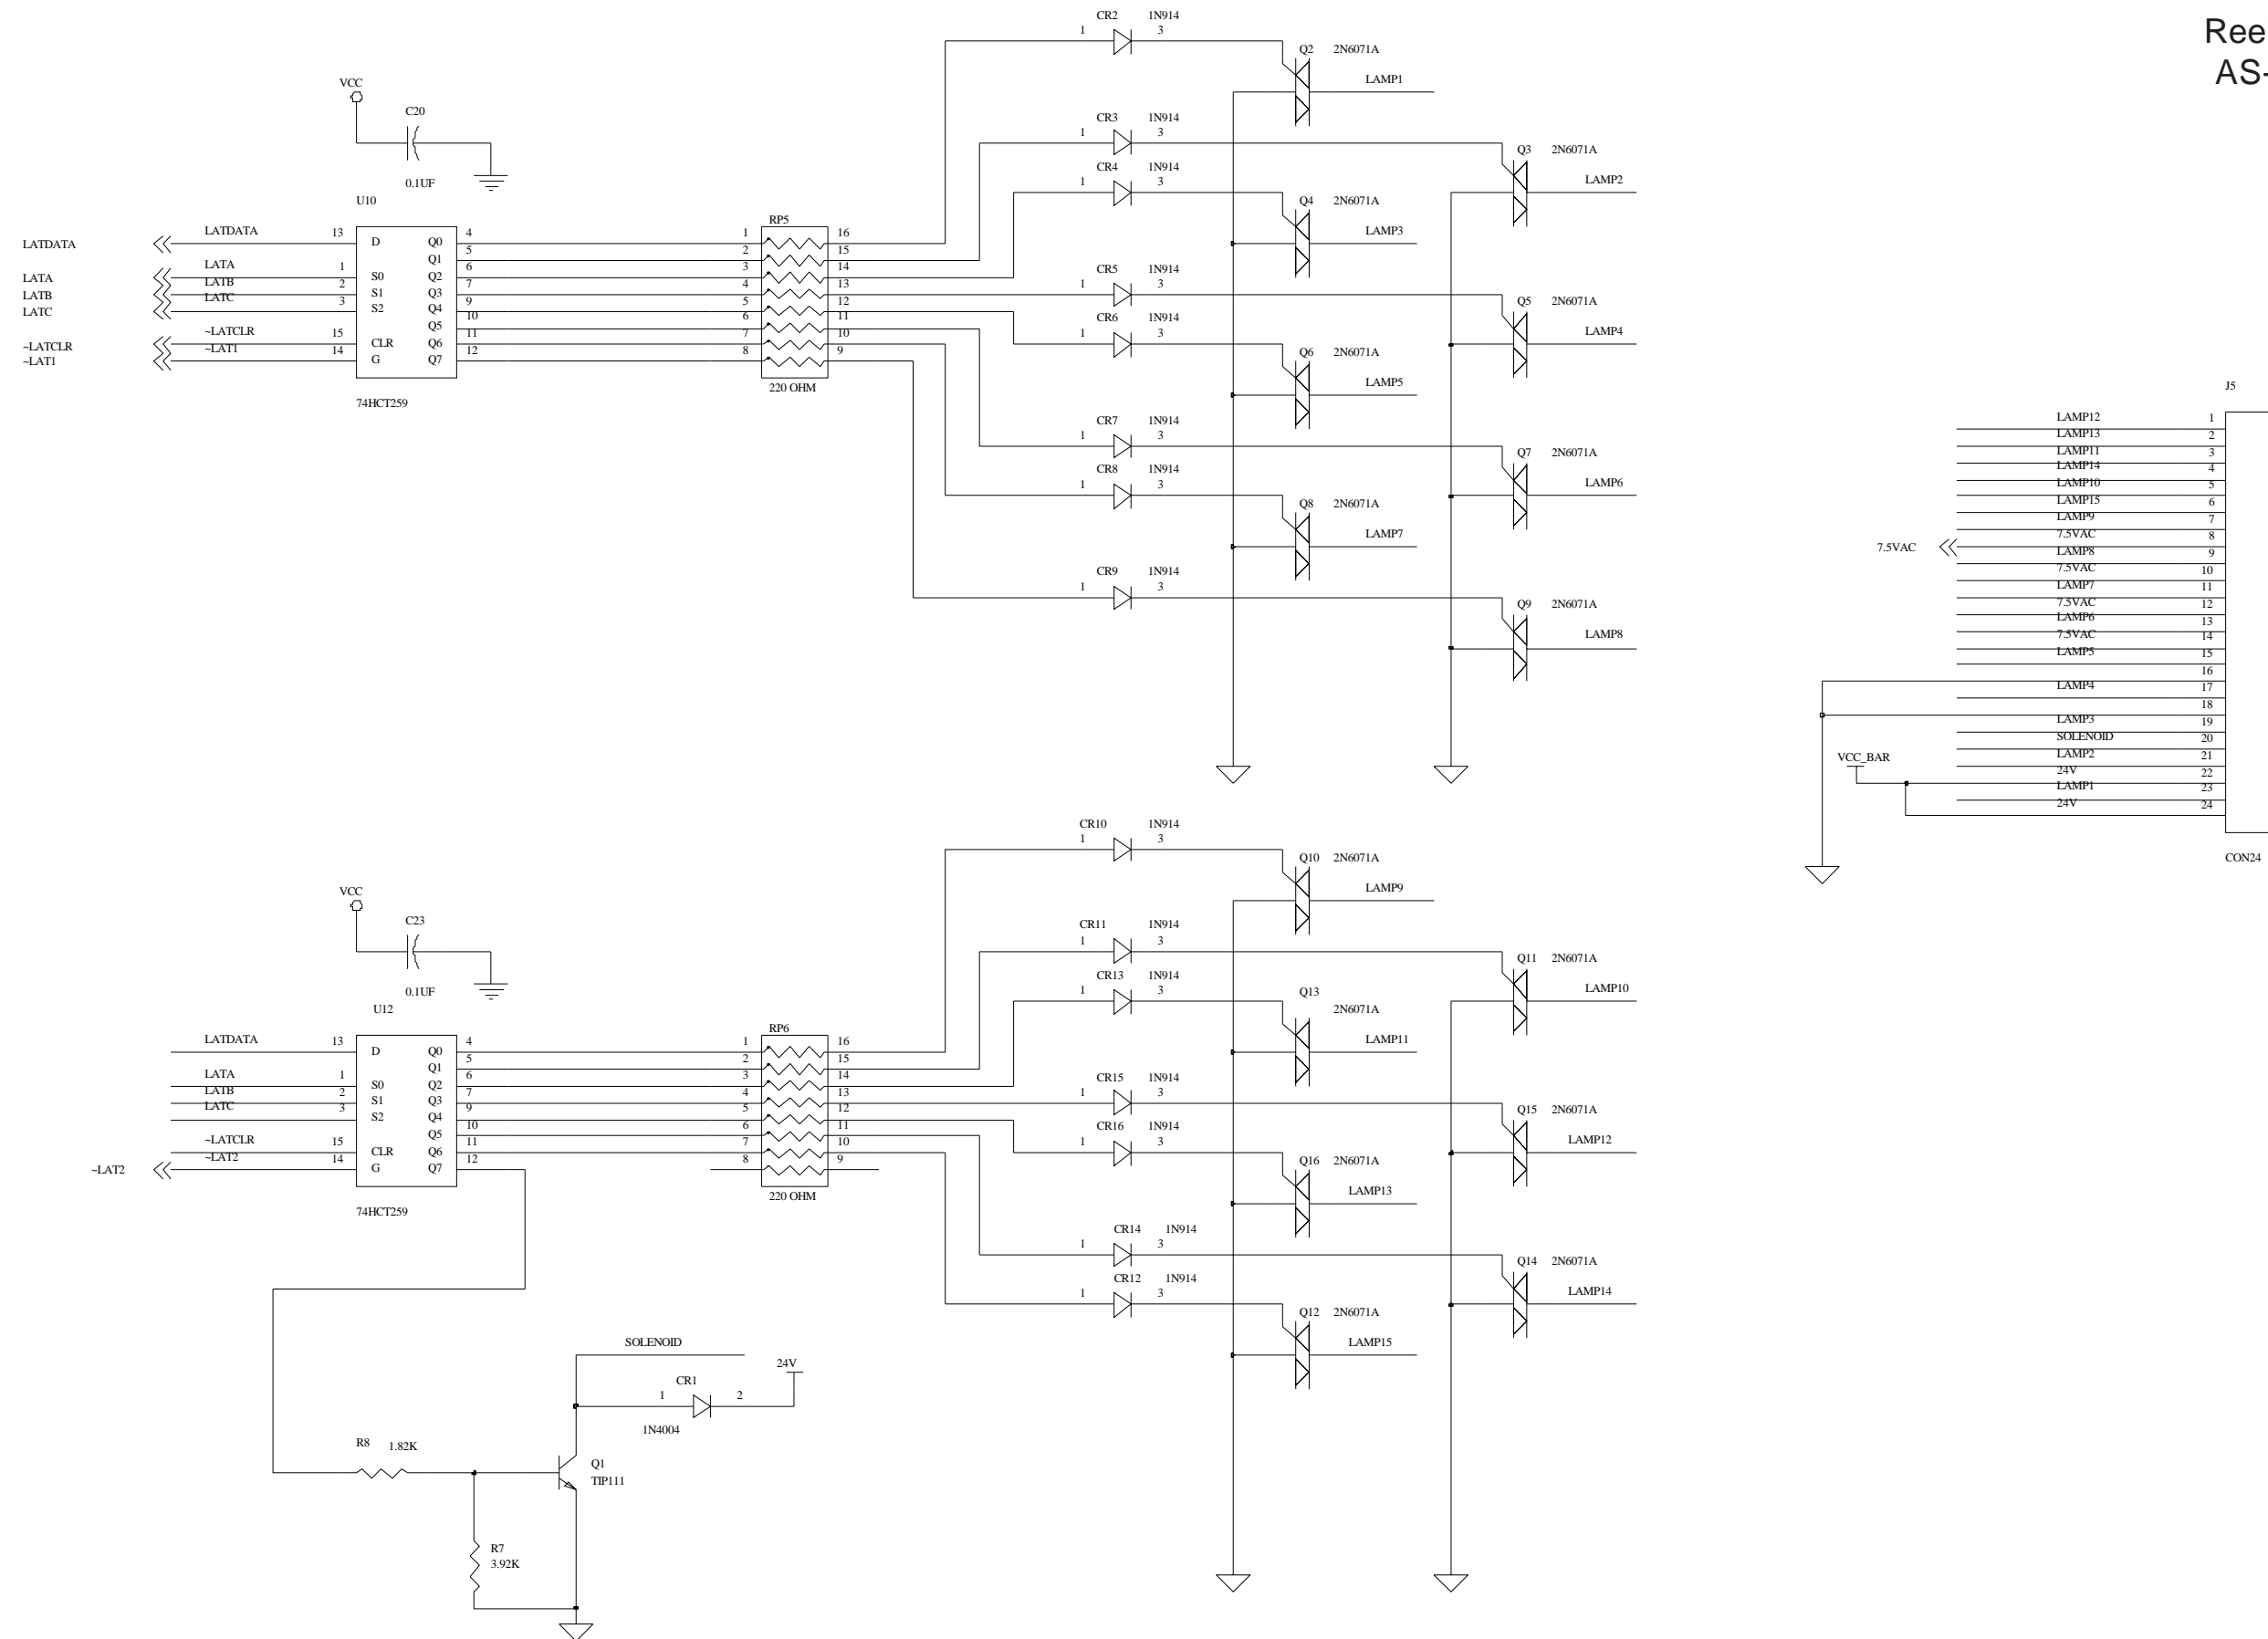 Ree
AS-
CR2 1N914
1 3
Q2 2N6071A
LAMP1
VCC
C20
0.1UF
CR3 1N914
1 3
Q3 2N6071A
LAMP2
CR4 1N914
1 3
Q4 2N6071A
LAMP3
U10
LATDATA LATDATA 13 D Q0 4
Q1 5
LATA LATA 1 S0 Q2 6
LATB LATB 2 S1 Q3 7
LATC LATC 3 S2 Q4 9
Q5 10
~LATCLR ~LATCLR 15 CLR Q6 11
~LAT1 ~LAT1 14 G Q7 12
74HCT259
RP5
1 16
2 15
3 14
4 13
5 12
6 11
7 10
8 9
220 OHM
CR5 1N914
1 3
Q5 2N6071A
LAMP4
CR6 1N914
1 3
Q6 2N6071A
LAMP5
CR7 1N914
1 3
Q7 2N6071A
LAMP6
CR8 1N914
1 3
Q8 2N6071A
LAMP7
CR9 1N914
1 3
Q9 2N6071A
LAMP8
J5
LAMP12 1
LAMP13 2
LAMP11 3
LAMP14 4
LAMP10 5
LAMP15 6
LAMP9 7
7.5VAC 7.5VAC 8
LAMP8 9
7.5VAC 10
LAMP7 11
7.5VAC 12
LAMP6 13
7.5VAC 14
LAMP5 15
16
LAMP4 17
18
LAMP3 19
SOLENOID 20
LAMP2 21
VCC_BAR
24V 22
LAMP1 23
24V 24
CON24
CR10 1N914
1 3
Q10 2N6071A
LAMP9
VCC
C23
0.1UF
CR11 1N914
1 3
Q11 2N6071A
LAMP10
CR13 1N914
1 3
Q13
2N6071A
LAMP11
U12
LATDATA 13 D Q0 4
Q1 5
LATA 1 S0 Q2 6
LATB 2 S1 Q3 7
LATC 3 S2 Q4 9
Q5 10
~LATCLR 15 CLR Q6 11
~LAT2 ~LAT2 14 G Q7 12
74HCT259
RP6
1 16
2 15
3 14
4 13
5 12
6 11
7 10
8 9
220 OHM
CR15 1N914
1 3
Q15 2N6071A
LAMP12
CR16 1N914
1 3
Q16 2N6071A
LAMP13
CR14 1N914
1 3
Q14 2N6071A
LAMP14
CR12 1N914
1 3
Q12 2N6071A
LAMP15
SOLENOID
24V
CR1
1 2
1N4004
R8 1.82K
Q1
TIP111
R7
3.92K